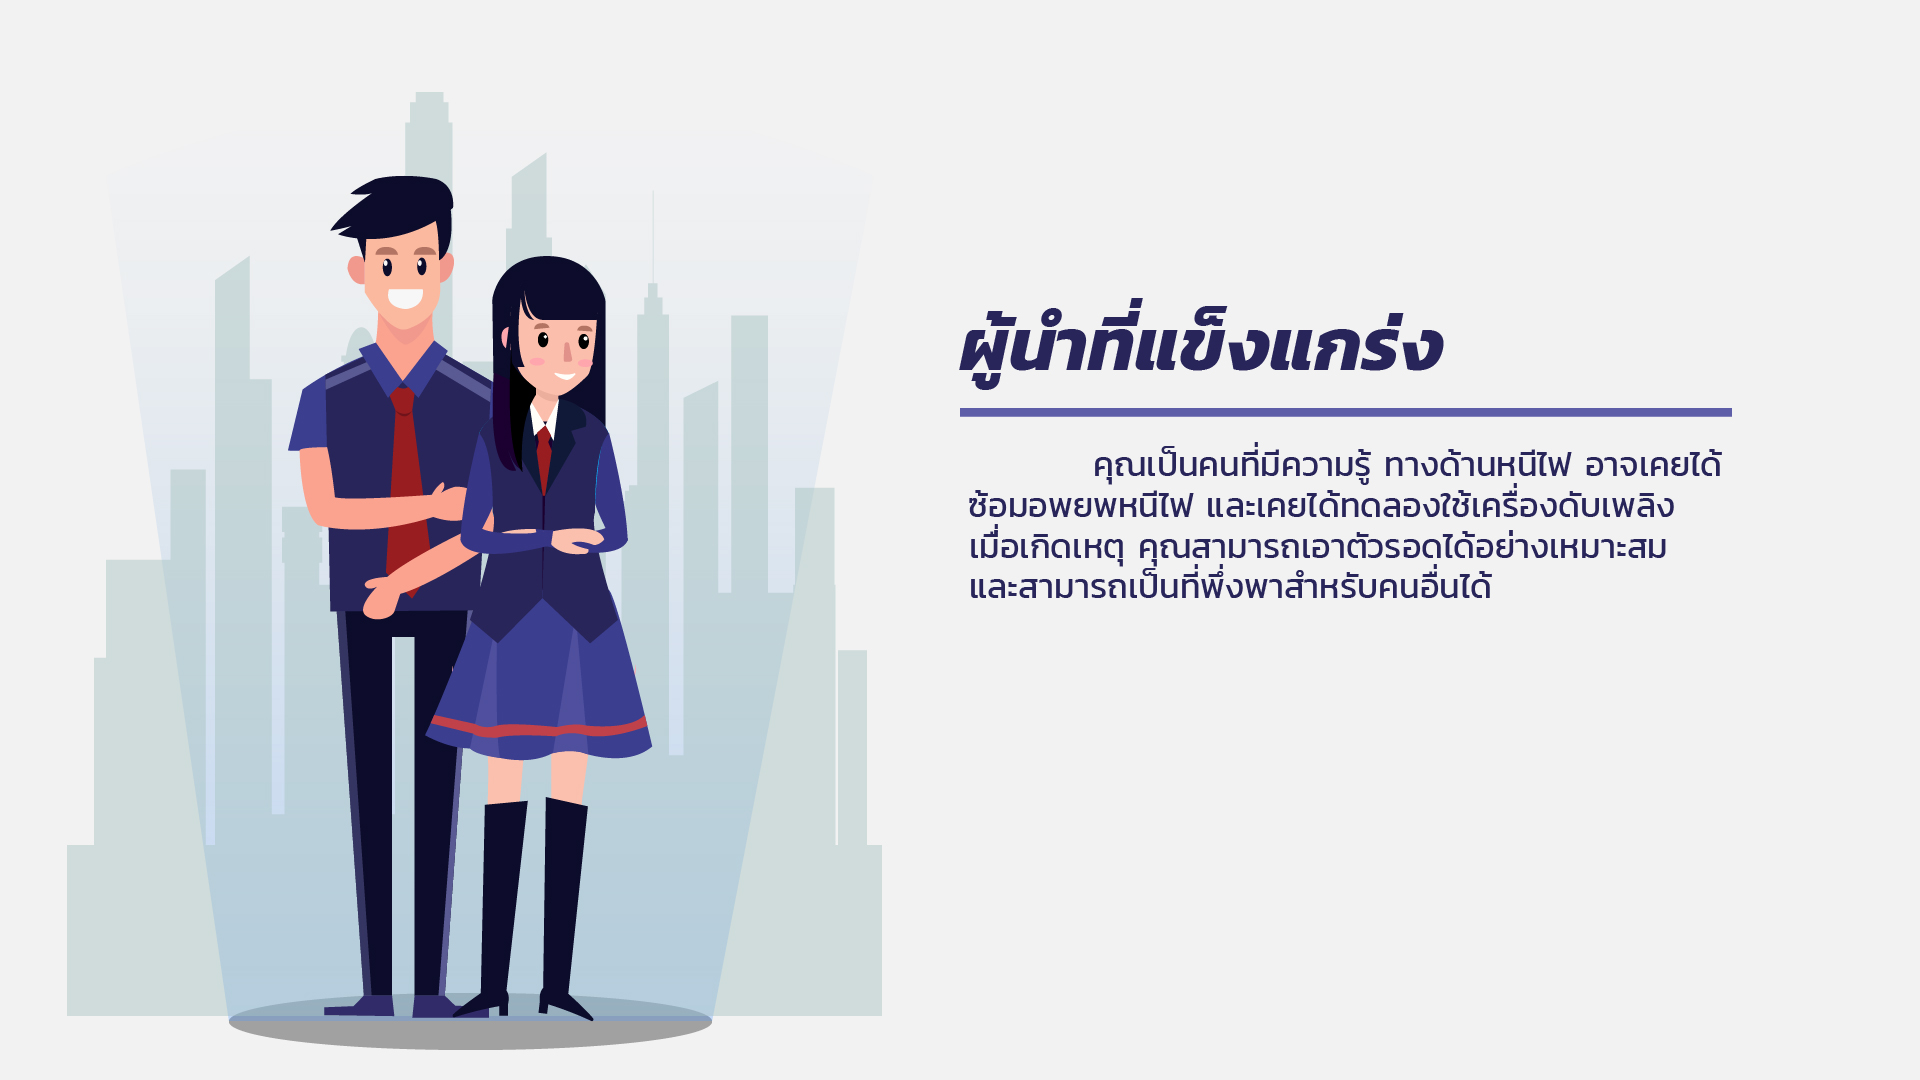 ผู้นำที่แข็งแกร่ง
คุณเป็นคนที่มีความรู้ ทางด้านหนีไฟ อาจเคยได้
ซ้อมอพยพหนีไฟ และเคยได้ทดลองใช้เครื่องดับเพลิง
เมื่อเกิดเหตุ คุณสามารถเอาตัวรอดได้อย่างเหมาะสม
และสามารถเป็นที่พึ่งพาสำหรับคนอื่นได้